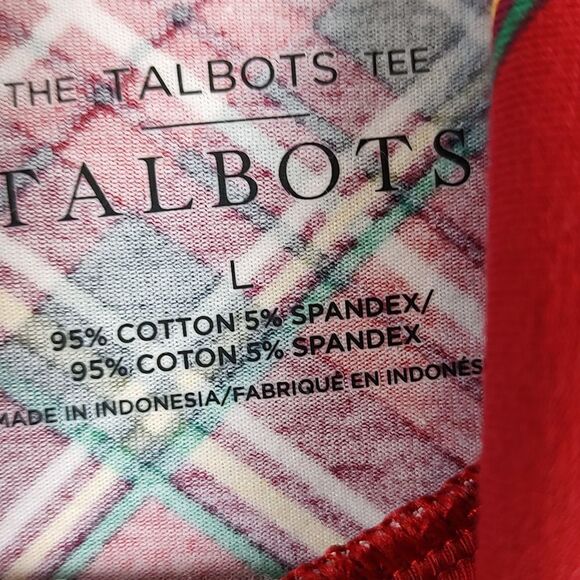 THE TALBOTS TEE
TALBOTS
L
95% COTTON 5% SPANDEX/
95% COTON 5% SPANDEX
MADE IN INDONESIA/FABRIQUÉ EN INDONÉS